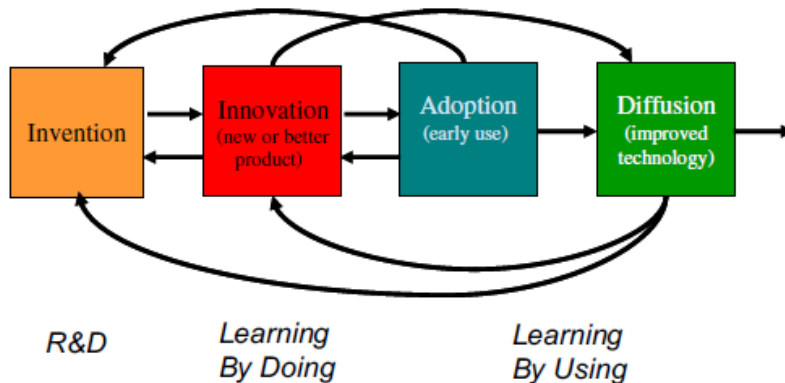 Invention
Innovation
(new or better
product)
Adoption
(early use)
Diffusion
(improved
technology)
R&D
Learning
By Doing
Learning
By Using